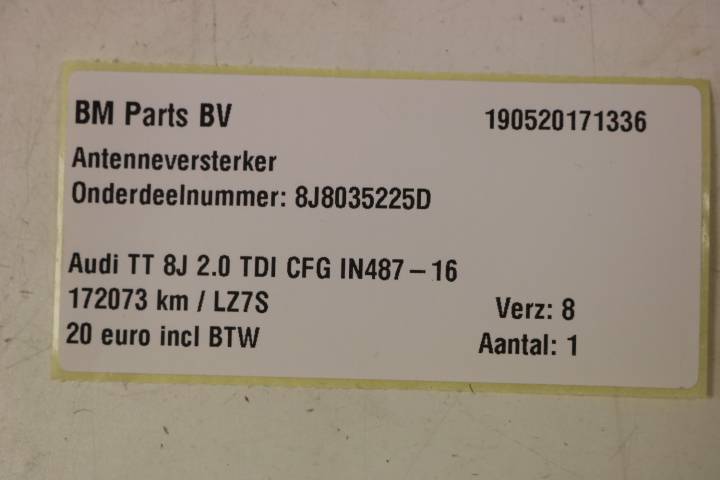 BM Parts BV 190520171336
Antenneversterker
Onderdeelnummer: 8J8035225D
Audi TT 8J 2.0 TDI CFG IN487 – 16
172073 km / LZ7S Verz: 8
20 euro incl BTW Aantal: 1